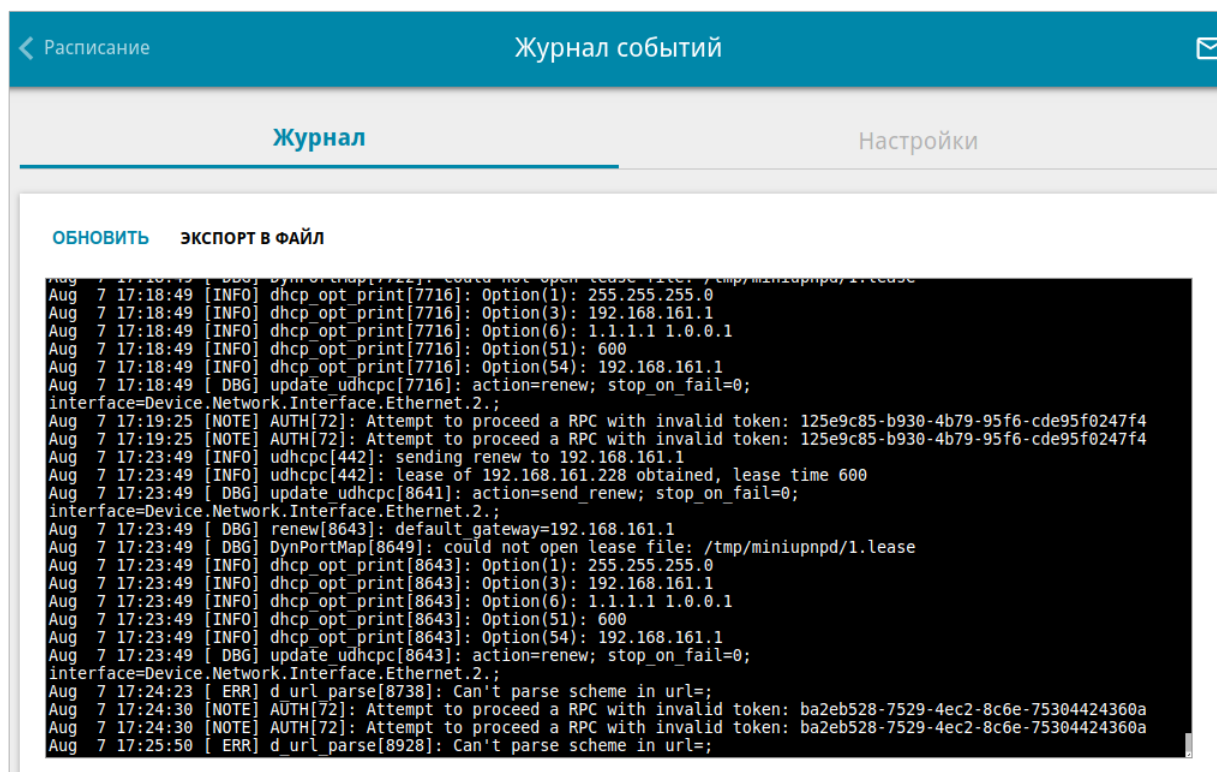 Расписание
Журнал событий
Журнал
Настройки
ОБНОВИТЬ
ЭКСПОРТ В ФАЙЛ
Aug  7 17:18:49 [ DBG] DynPortMap[7722]: could not open lease file: /tmp/miniupnpd/1.lease
Aug  7 17:18:49 [INFO] dhcp_opt_print[7716]: Option(1): 255.255.255.0
Aug  7 17:18:49 [INFO] dhcp_opt_print[7716]: Option(3): 192.168.161.1
Aug  7 17:18:49 [INFO] dhcp_opt_print[7716]: Option(6): 1.1.1.1 1.0.0.1
Aug  7 17:18:49 [INFO] dhcp_opt_print[7716]: Option(51): 600
Aug  7 17:18:49 [INFO] dhcp_opt_print[7716]: Option(54): 192.168.161.1
Aug  7 17:18:49 [ DBG] update_udhcpc[7716]: action=renew; stop_on_fail=0;
interface=Device.Network.Interface.Ethernet.2.;
Aug  7 17:19:25 [NOTE] AUTH[72]: Attempt to proceed a RPC with invalid token: 125e9c85-b930-4b79-95f6-cde95f0247f4
Aug  7 17:19:25 [NOTE] AUTH[72]: Attempt to proceed a RPC with invalid token: 125e9c85-b930-4b79-95f6-cde95f0247f4
Aug  7 17:23:49 [INFO] udhcpc[442]: sending renew to 192.168.161.1
Aug  7 17:23:49 [INFO] udhcpc[442]: lease of 192.168.161.228 obtained, lease time 600
Aug  7 17:23:49 [ DBG] update_udhcpc[8641]: action=send_renew; stop_on_fail=0;
interface=Device.Network.Interface.Ethernet.2.;
Aug  7 17:23:49 [ DBG] renew[8643]: default_gateway=192.168.161.1
Aug  7 17:23:49 [ DBG] DynPortMap[8649]: could not open lease file: /tmp/miniupnpd/1.lease
Aug  7 17:23:49 [INFO] dhcp_opt_print[8643]: Option(1): 255.255.255.0
Aug  7 17:23:49 [INFO] dhcp_opt_print[8643]: Option(3): 192.168.161.1
Aug  7 17:23:49 [INFO] dhcp_opt_print[8643]: Option(6): 1.1.1.1 1.0.0.1
Aug  7 17:23:49 [INFO] dhcp_opt_print[8643]: Option(51): 600
Aug  7 17:23:49 [INFO] dhcp_opt_print[8643]: Option(54): 192.168.161.1
Aug  7 17:23:49 [ DBG] update_udhcpc[8643]: action=renew; stop_on_fail=0;
interface=Device.Network.Interface.Ethernet.2.;
Aug  7 17:24:23 [ ERR] d_url_parse[8738]: Can't parse scheme in url=;
Aug  7 17:24:30 [NOTE] AUTH[72]: Attempt to proceed a RPC with invalid token: ba2eb528-7529-4ec2-8c6e-75304424360a
Aug  7 17:24:30 [NOTE] AUTH[72]: Attempt to proceed a RPC with invalid token: ba2eb528-7529-4ec2-8c6e-75304424360a
Aug  7 17:25:50 [ ERR] d_url_parse[8928]: Can't parse scheme in url=;